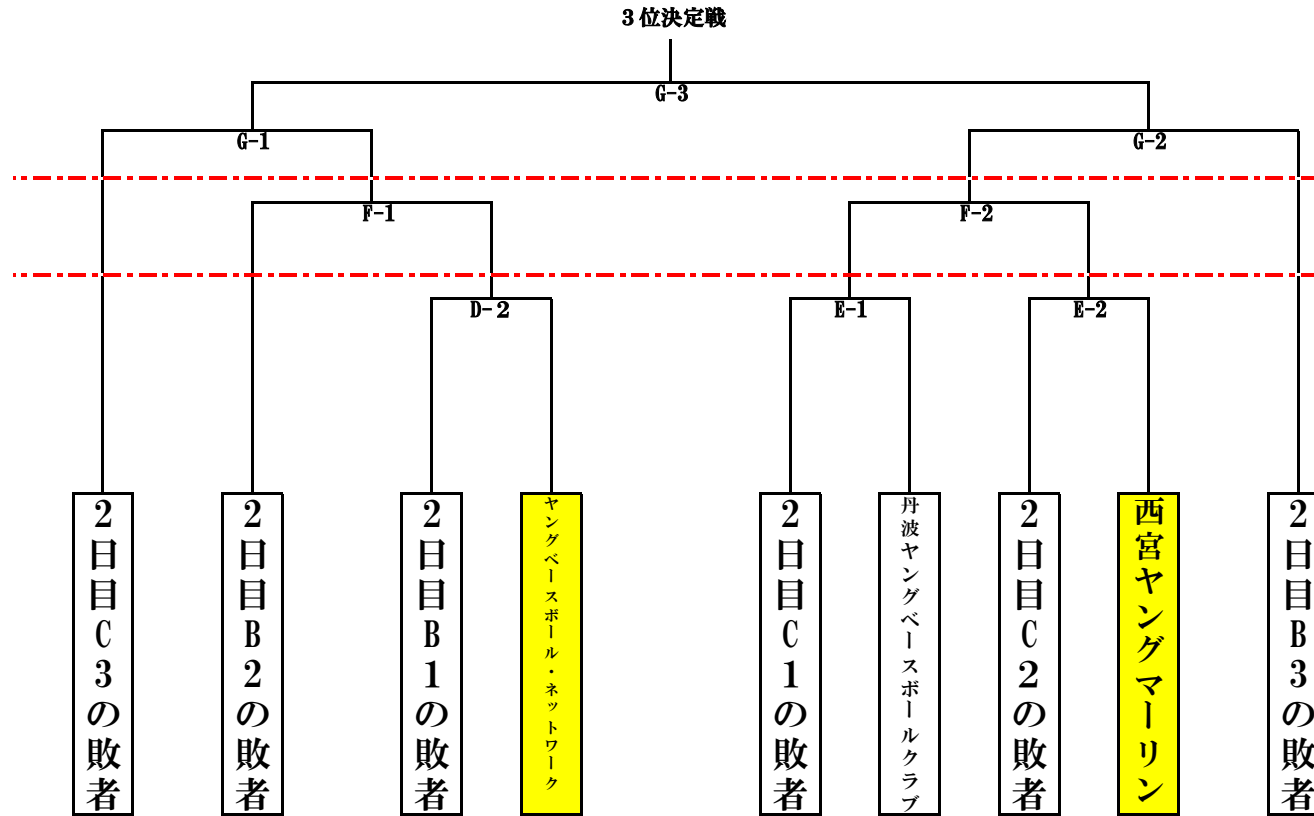 3位決定戦
G-3
G-1
G-2
F-1
F-2
D-2
E-1
E-2
2日目C3の敗者
2日目B2の敗者
2日目B1の敗者
ヤングベースボール・ネットワーク
2日目C1の敗者
丹波ヤングベースボールクラブ
2日目C2の敗者
西宮ヤングマーリン
2日目B3の敗者